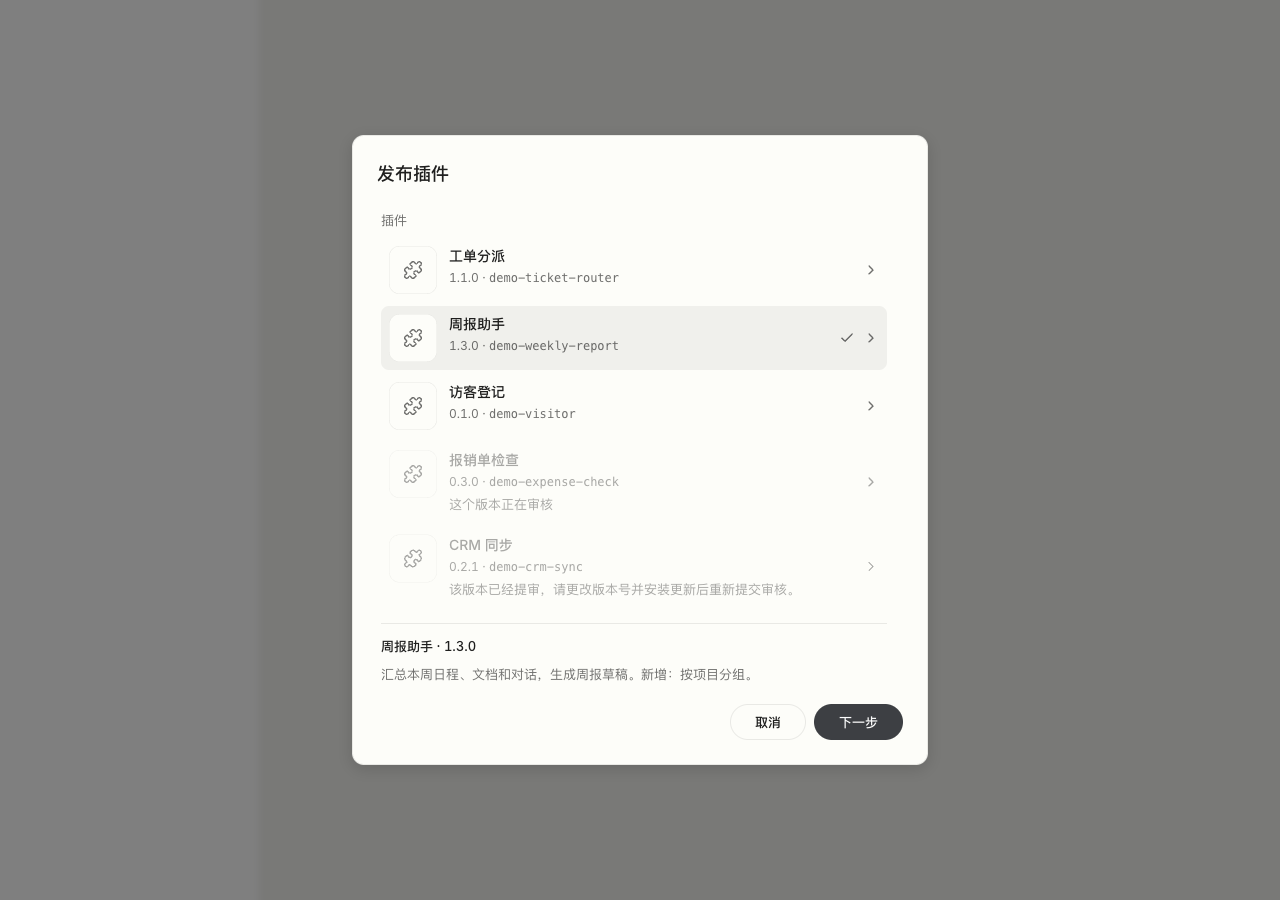 发布插件
插件
工单分派
1.1.0 · demo-ticket-router
周报助手
1.3.0 · demo-weekly-report
访客登记
0.1.0 · demo-visitor
报销单检查
0.3.0 · demo-expense-check
这个版本正在审核
CRM 同步
0.2.1 · demo-crm-sync
该版本已经提审，请更改版本号并安装更新后重新提交审核。
周报助手 · 1.3.0
汇总本周日程、文档和对话，生成周报草稿。新增：按项目分组。
取消
下一步